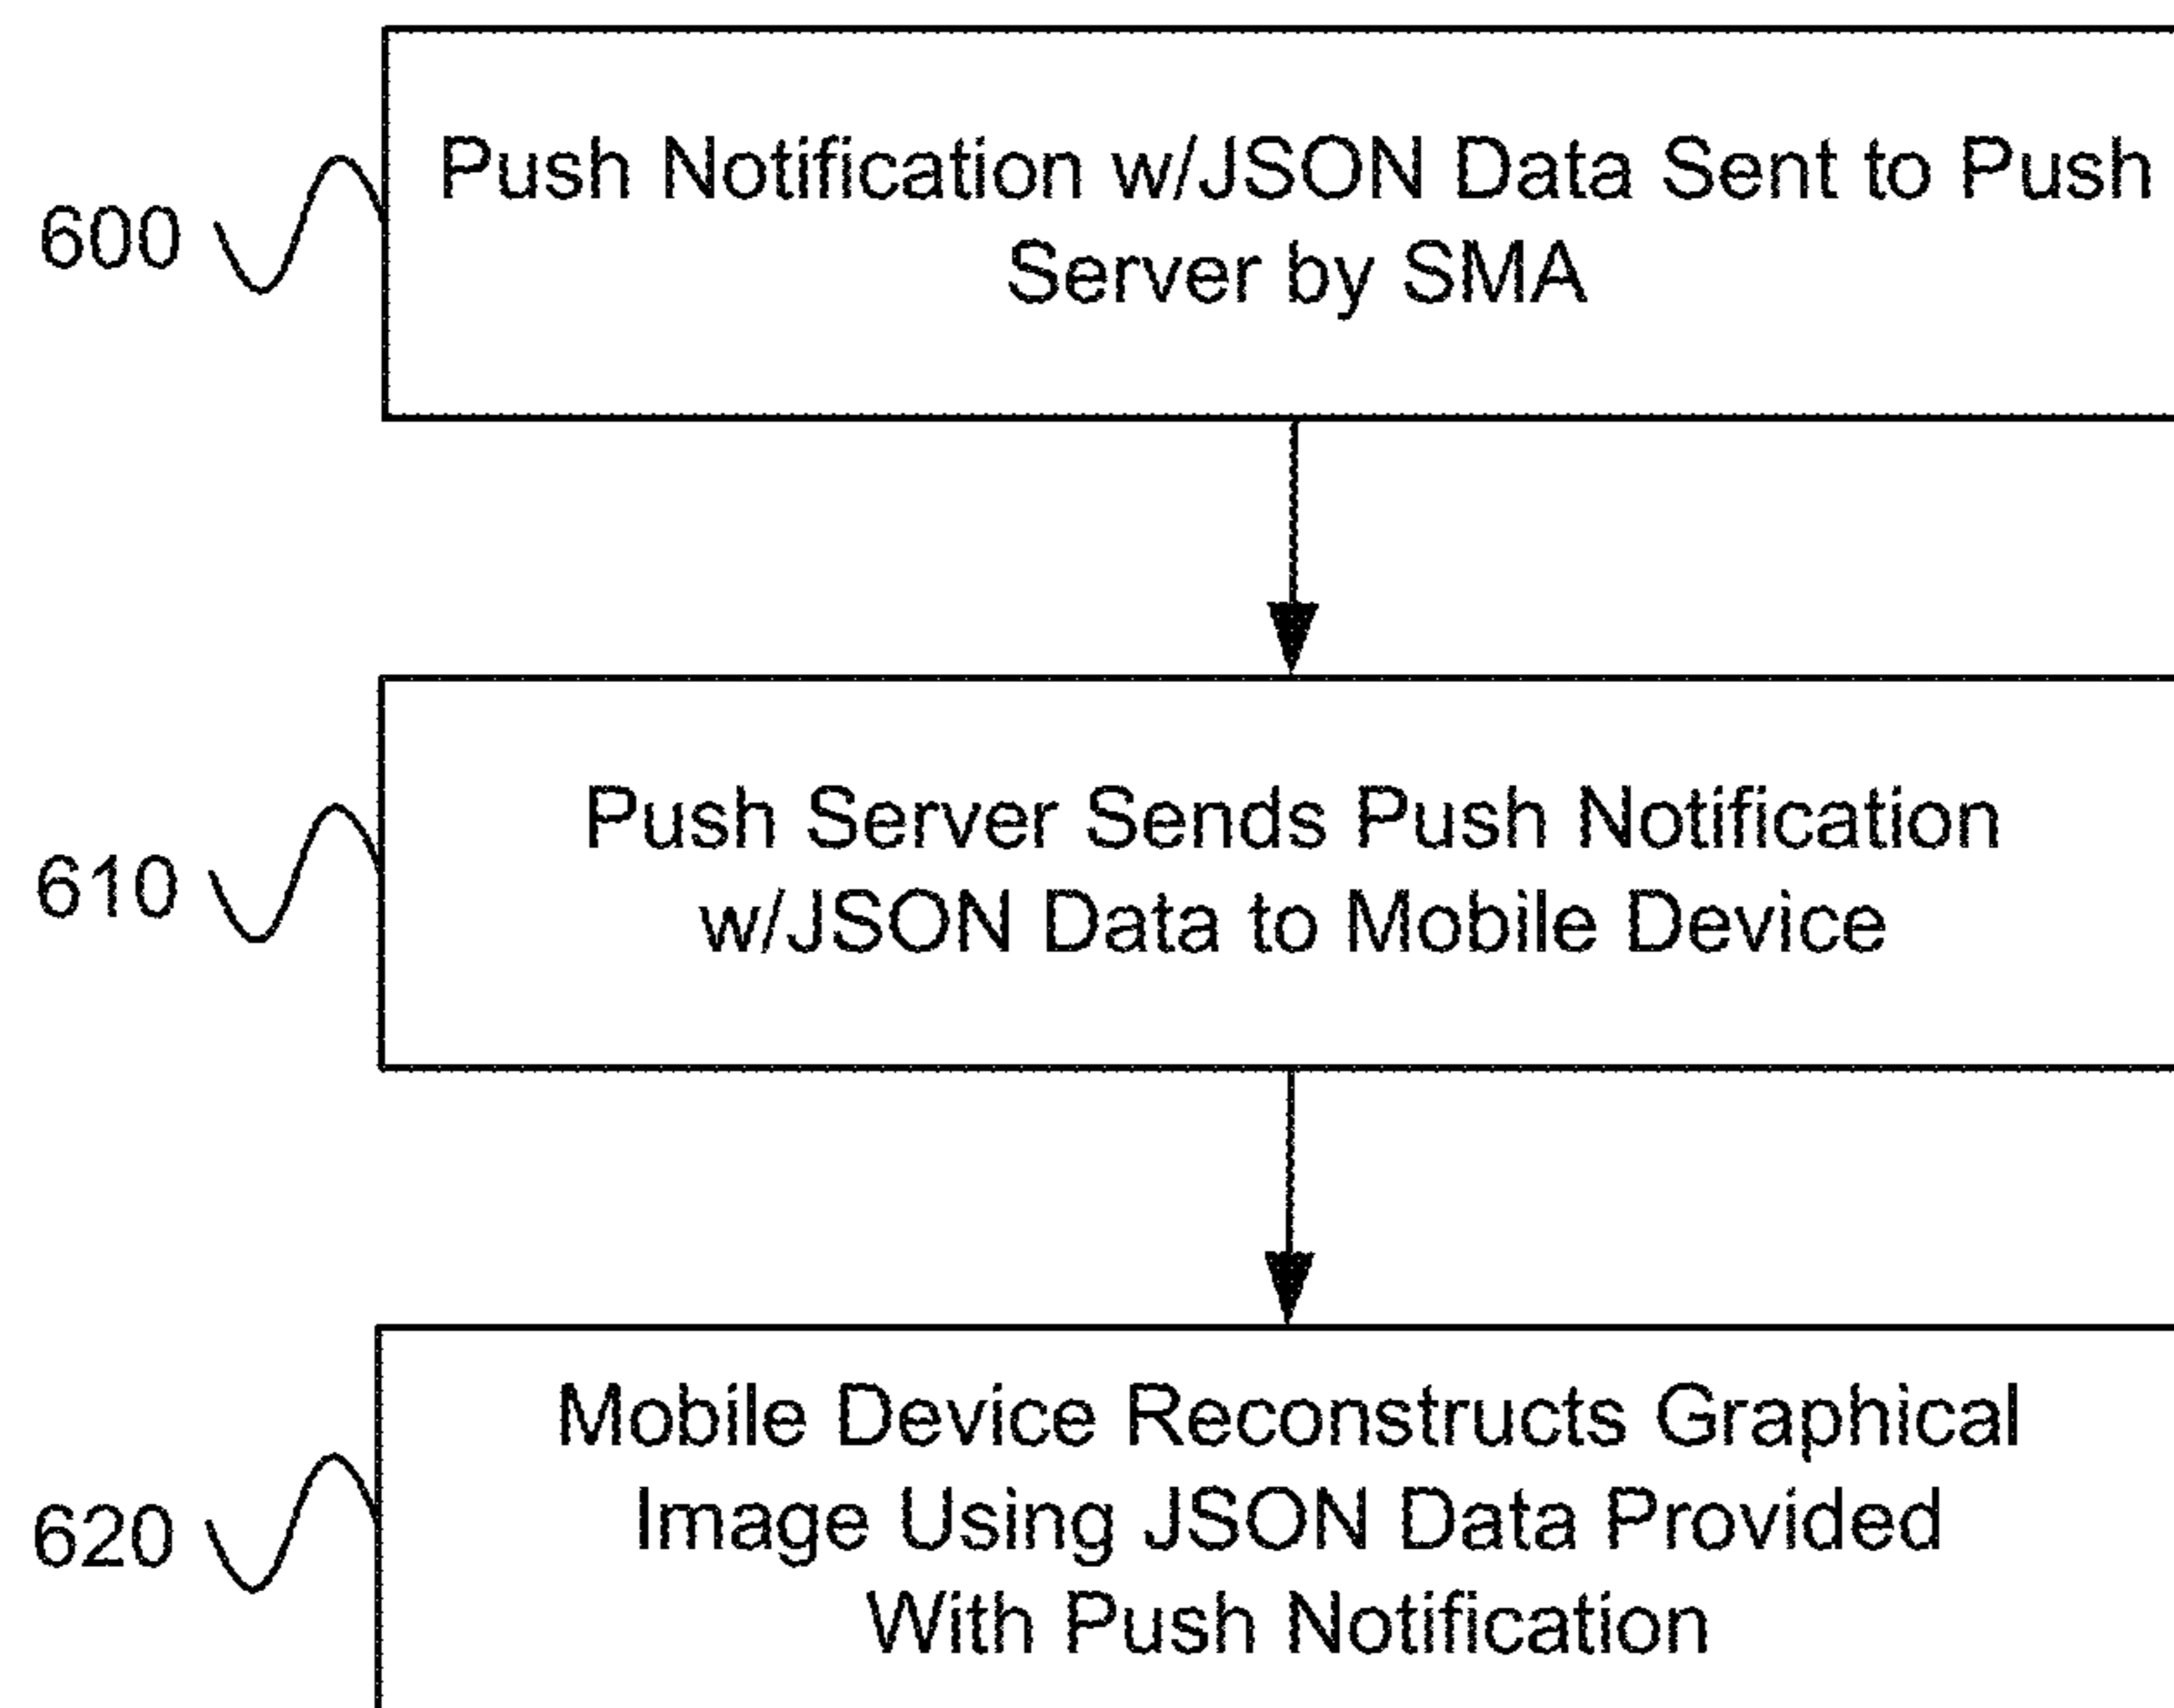 Push Notification w/JSON Data Sent to Push
Server by SMA
600
Push Server Sends Push Notification
w/JSON Data to Mobile Device
610
Mobile Device Reconstructs Graphical
Image Using JSON Data Provided
With Push Notification
620